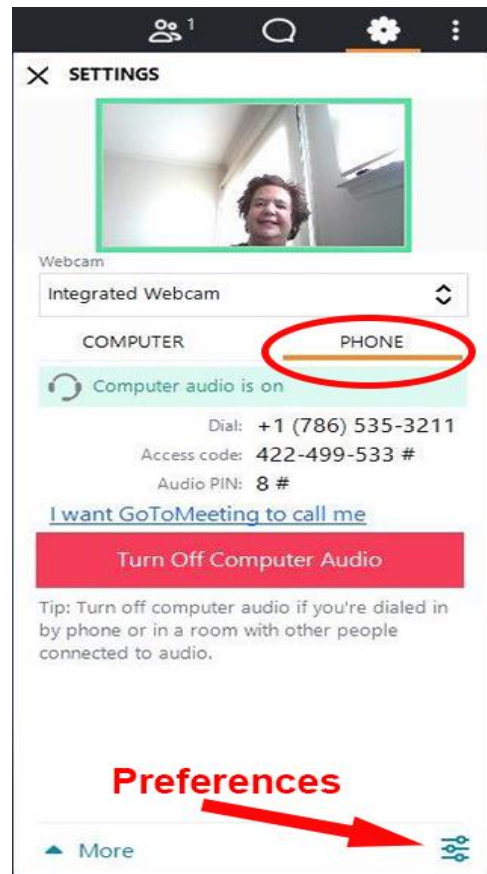 1
SETTINGS
Webcam
Integrated Webcam
COMPUTER PHONE
Computer audio is on
Dial: +1 (786) 535-3211
Access code: 422-499-533 #
Audio PIN: 8 #
I want GoToMeeting to call me
Turn Off Computer Audio
Tip: Turn off computer audio if you're dialed in
by phone or in a room with other people
connected to audio.
Preferences
More